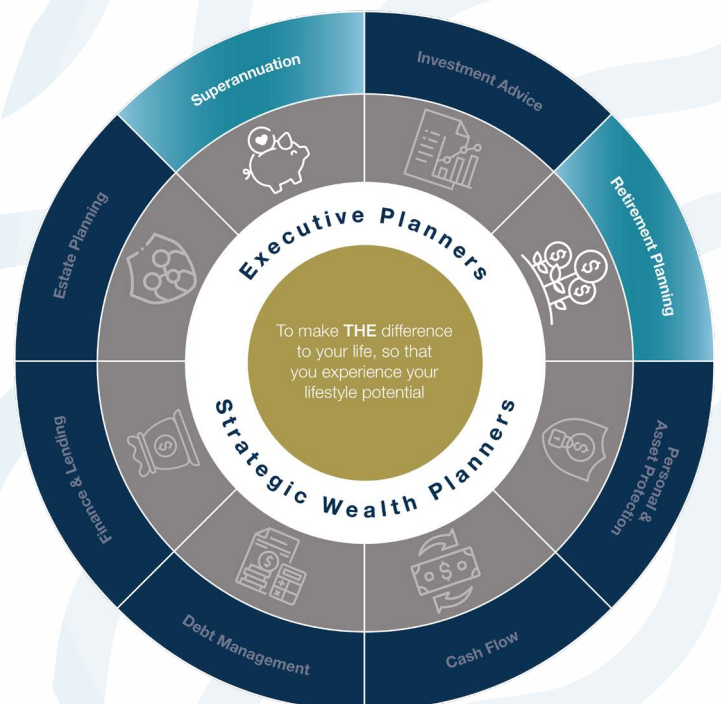 Superannuation
Investment Advice
Retirement Planning
Personal &
Asset Protection
Cash Flow
Debt Management
Finance & Lending
Estate Planning
Executive Planners
To make THE difference
to your life, so that
you experience your
lifestyle potential
Strategic Wealth Planners